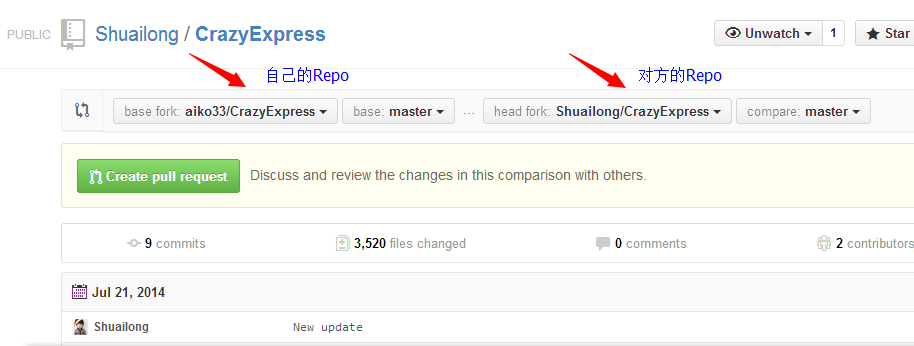 PUBLIC Shuailong / CrazyExpress Unwatch 1 Star
自己的Repo 对方的Repo
base fork: aiko33/CrazyExpress base: master ... head fork: Shuailong/CrazyExpress compare: master
Create pull request Discuss and review the changes in this comparison with others.
9 commits 3,520 files changed 0 comments 2 contributors
Jul 21, 2014
Shuailong New update